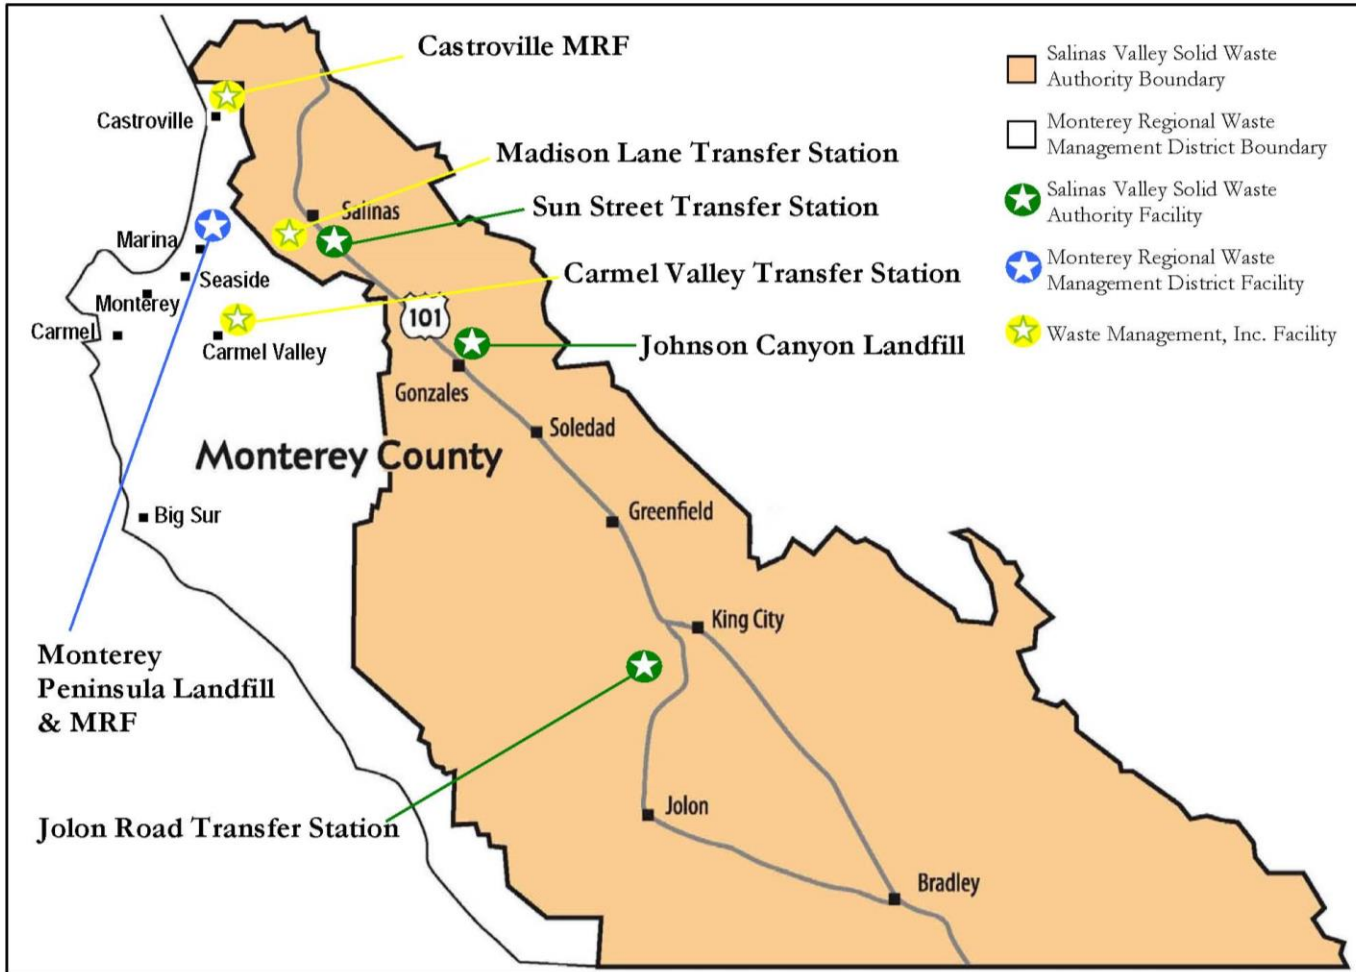 Castroville MRF
Castroville
Madison Lane Transfer Station
Salinas
Sun Street Transfer Station
Marina
Seaside
Carmel Valley Transfer Station
Monterey
101
Carmel
Carmel Valley
Johnson Canyon Landfill
Gonzales
Soledad
Monterey County
Greenfield
Big Sur
King City
Monterey
Peninsula Landfill
& MRF
Jolon
Jolon Road Transfer Station
Bradley
Salinas Valley Solid Waste
Authority Boundary
Monterey Regional Waste
Management District Boundary
Salinas Valley Solid Waste
Authority Facility
Monterey Regional Waste
Management District Facility
Waste Management, Inc. Facility